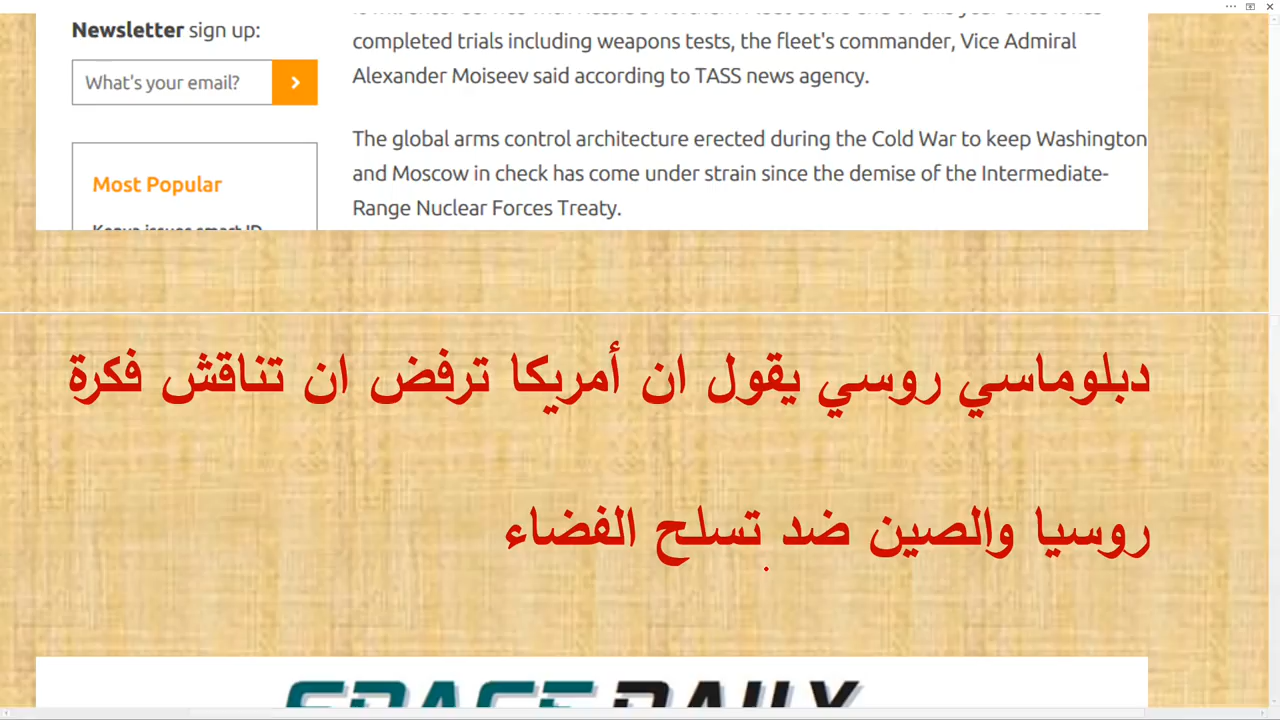 Newsletter sign up:
What's your email?
Most Popular
completed trials including weapons tests, the fleet's commander, Vice Admiral
Alexander Moiseev said according to TASS news agency.
The global arms control architecture erected during the Cold War to keep Washington
and Moscow in check has come under strain since the demise of the Intermediate-
Range Nuclear Forces Treaty.
دبلوماسي روسي يقول ان أمريكا ترفض ان تناقش فكرة
روسيا والصين ضد تسلح الفضاء
SPACE DAILY